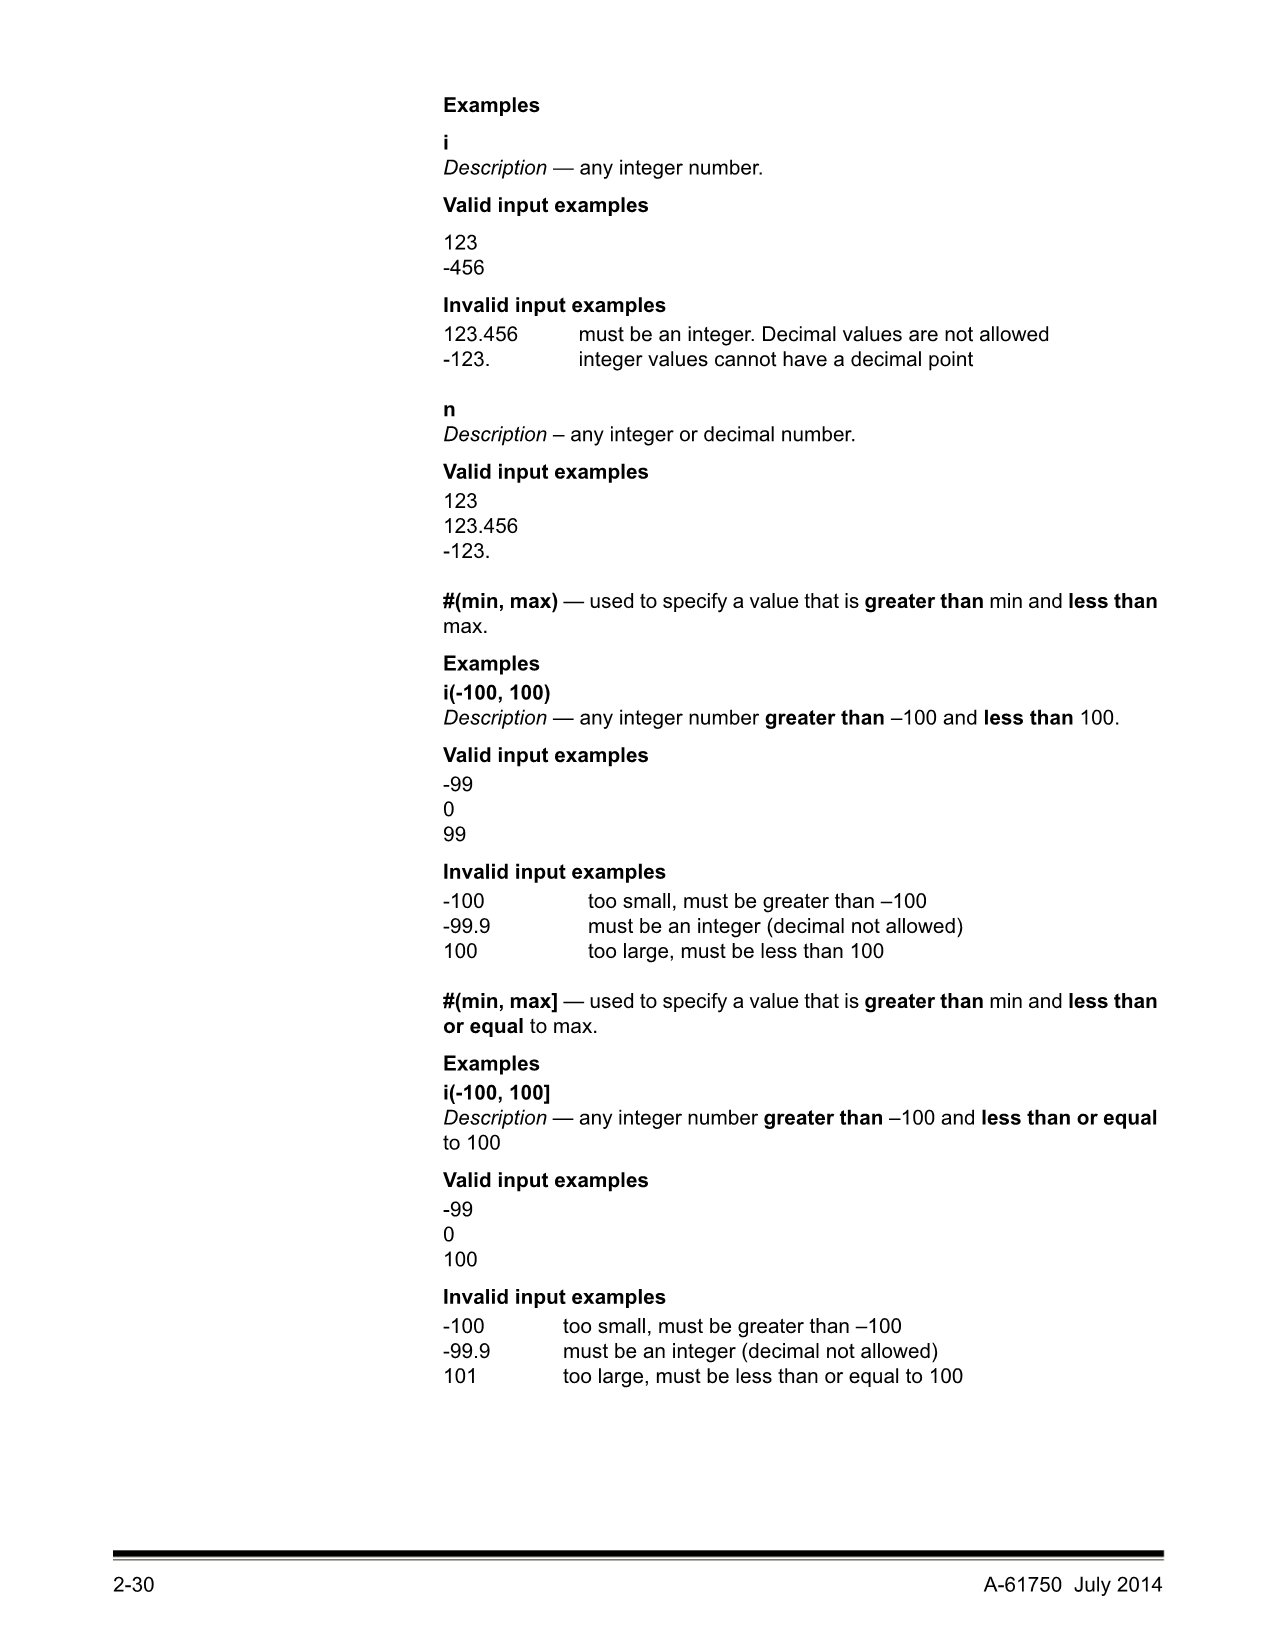 Examples
i
Description — any integer number.
Valid input examples
123
-456
Invalid input examples
123.456 must be an integer. Decimal values are not allowed
-123. integer values cannot have a decimal point
n
Description – any integer or decimal number.
Valid input examples
123
123.456
-123.
#(min, max) — used to specify a value that is greater than min and less than
max.
Examples
i(-100, 100)
Description — any integer number greater than –100 and less than 100.
Valid input examples
-99
0
99
Invalid input examples
-100 too small, must be greater than –100
-99.9 must be an integer (decimal not allowed)
100 too large, must be less than 100
#(min, max] — used to specify a value that is greater than min and less than
or equal to max.
Examples
i(-100, 100]
Description — any integer number greater than –100 and less than or equal
to 100
Valid input examples
-99
0
100
Invalid input examples
-100 too small, must be greater than –100
-99.9 must be an integer (decimal not allowed)
101 too large, must be less than or equal to 100
2-30 A-61750 July 2014